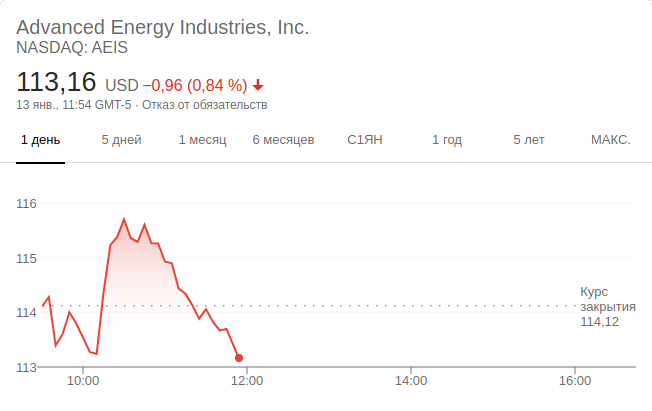 Advanced Energy Industries, Inc.
NASDAQ: AEIS
113,16 USD −0,96 (0,84 %)
13 янв., 11:54 GMT-5 · Отказ от обязательств
1 день 5 дней 1 месяц 6 месяцев С1ЯН 1 год 5 лет МАКС.
116
115
114
113
Курс
закрытия
114,12
10:00 12:00 14:00 16:00